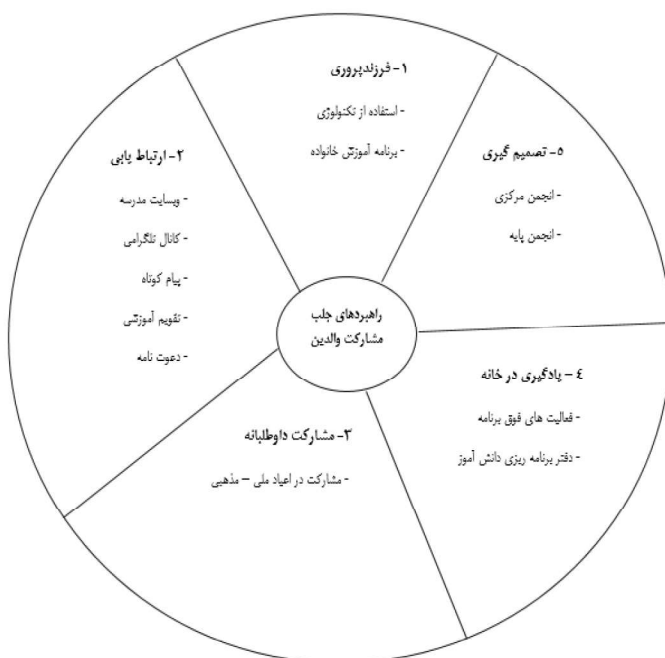 راهبردهای جلب
مشارکت والدین
۱- فرزندپروری
- استفاده از تکنولوژی
- برنامه آموزش خانواده
۲- ارتباط یابی
- وبسایت مدرسه
- کانال تلگرامی
- پیام کوتاه
- تقویم آموزشی
- دعوت نامه
۳- مشارکت داوطلبانه
- مشارکت در اعیاد ملی – مذهبی
٤ - یادگیری در خانه
- فعالیت های فوق برنامه
- دفتر برنامه ریزی دانش آموز
٥- تصمیم گیری
- انجمن مرکزی
- انجمن پایه